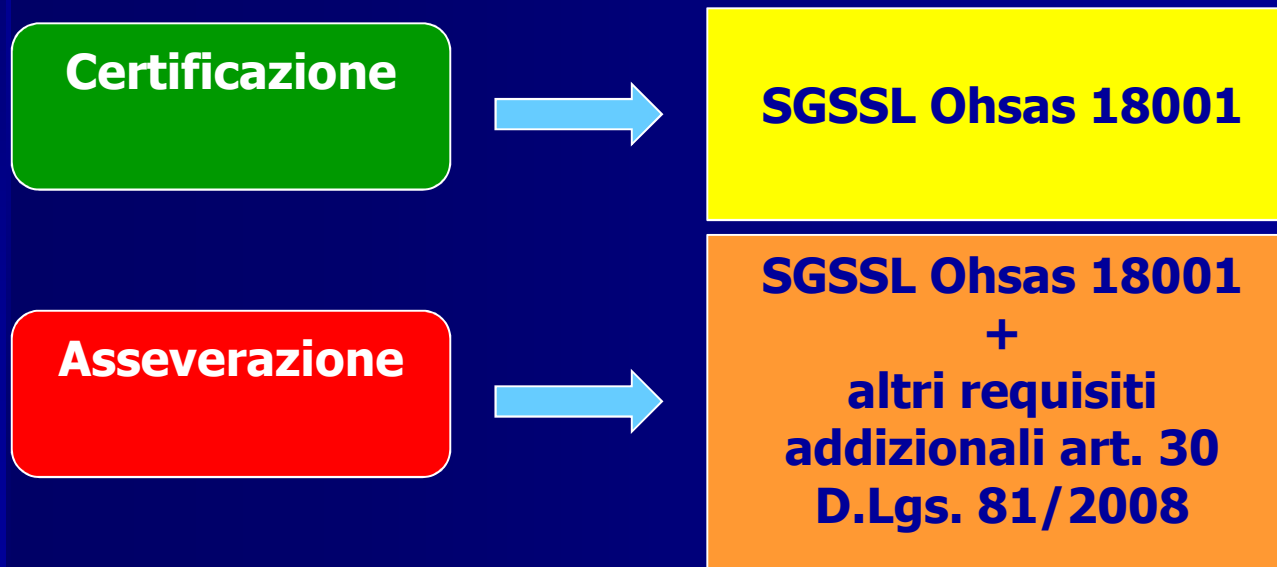 Certificazione
SGSSL Ohsas 18001
Asseverazione
SGSSL Ohsas 18001
+
altri requisiti
addizionali art. 30
D.Lgs. 81/2008